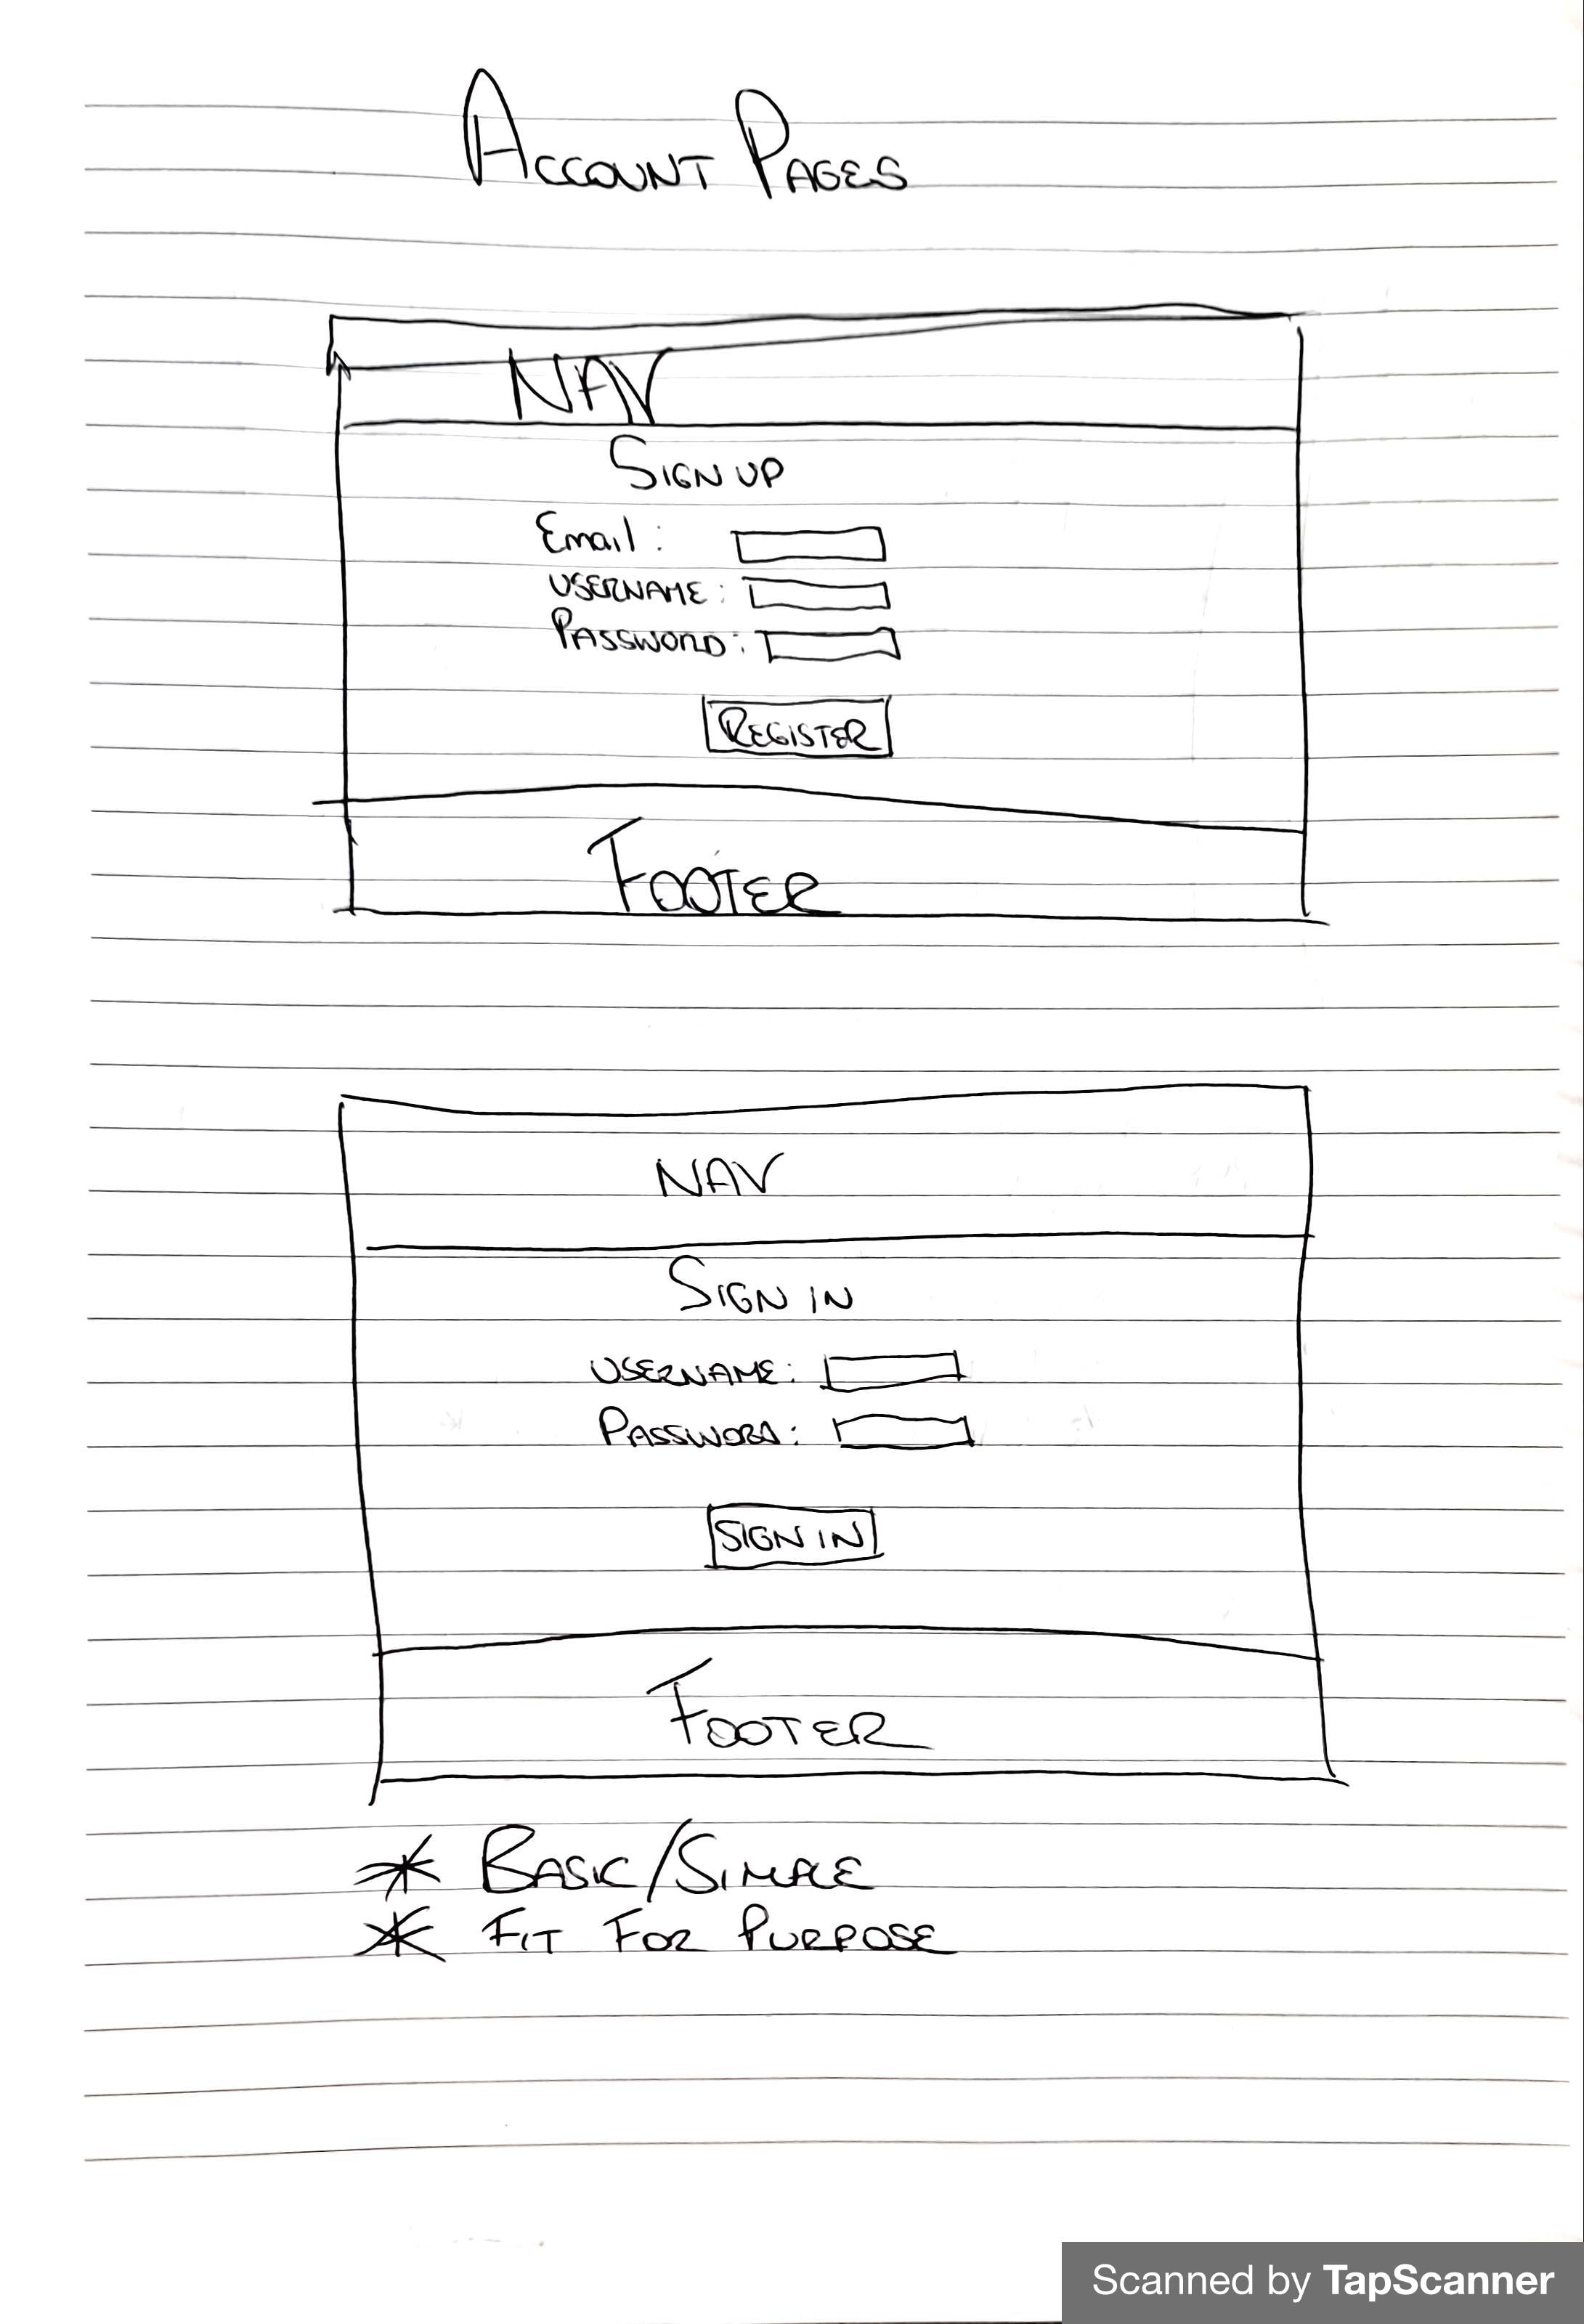 ACCOUNT PAGES
NAV
SIGN UP
Email :
USERNAME :
PASSWORD :
REGISTER
FOOTER
NAV
SIGN IN
USERNAME :
PASSWORD :
SIGN IN
FOOTER
* BASIC/SIMPLE
* FIT FOR PURPOSE
Scanned by TapScanner